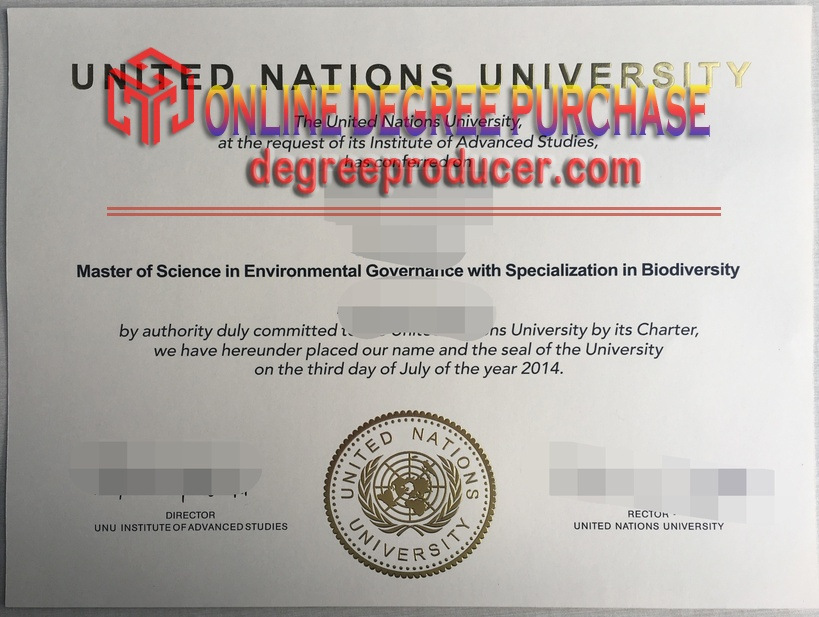 UNITED NATIONS UNIVERSITY
ONLINE DEGREE PURCHASE
The United Nations University,
at the request of its Institute of Advanced Studies,
has conferred on
degreeproducer.com
Master of Science in Environmental Governance with Specialization in Biodiversity
by authority duly committed University by its Charter,
we have hereunder placed our name and the seal of the University
on the third day of July of the year 2014.
UNITED NATIONS
UNIVERSITY
DIRECTOR
UNU INSTITUTE OF ADVANCED STUDIES
RECTOR
UNITED NATIONS UNIVERSITY